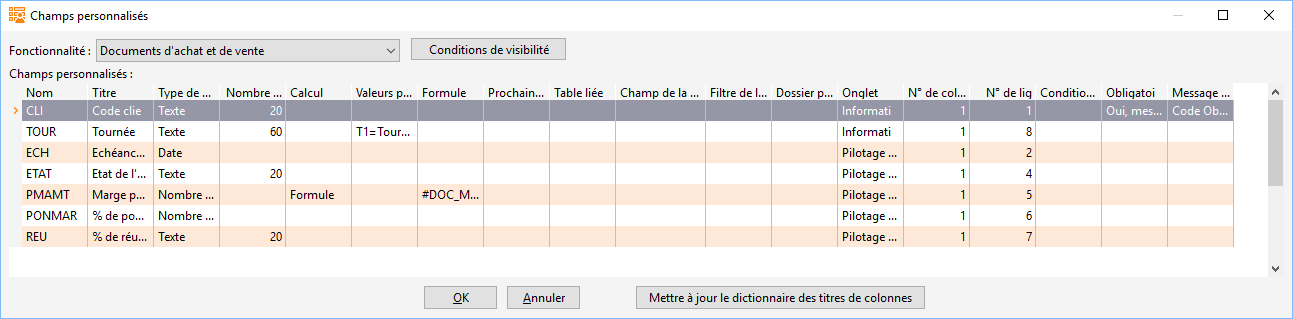 Champs personnalisés
Fonctionnalité : Documents d'achat et de vente Conditions de visibilité
Champs personnalisés :
Nom Titre Type de ... Nombre ... Calcul Valeurs p... Formule Prochain... Table liée Champ de la ... Filtre de l... Dossier p... Onglet N° de col... N° de lig Conditio... Obligatoi Message ...
CLI Code clie Texte 20 Informati 1 1 Oui, mes... Code Ob...
TOUR Tournée Texte 60 T1=Tour... Informati 1 8
ECH Echéanc... Date Pilotage ... 1 2
ETAT Etat de l'... Texte 20 Pilotage ... 1 4
PMAMT Marge p... Nombre ... Formule #DOC_M... Pilotage ... 1 5
PONMAR % de po... Nombre ... Pilotage ... 1 6
REU % de réu... Texte 20 Pilotage ... 1 7
OK Annuler Mettre à jour le dictionnaire des titres de colonnes